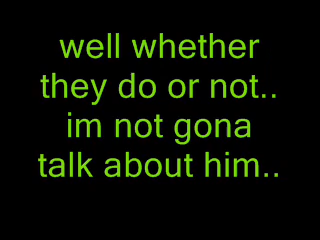 well whether
they do or not..
im not gona
talk about him..